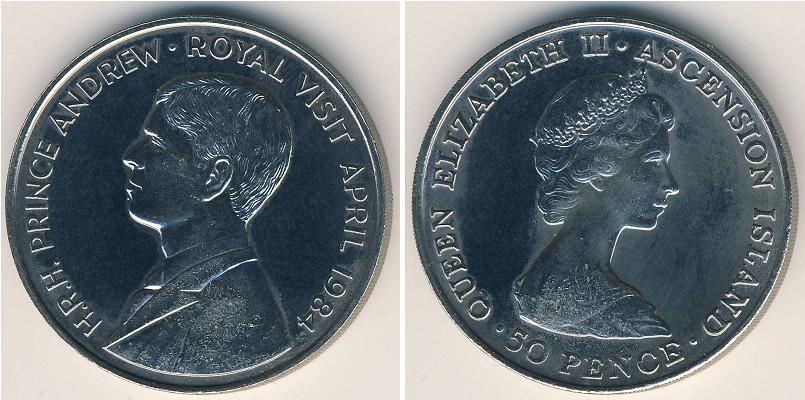 H.R.H. PRINCE ANDREW · ROYAL VISIT APRIL 1984
QUEEN ELIZABETH II · ASCENSION ISLAND ·
50 PENCE ·